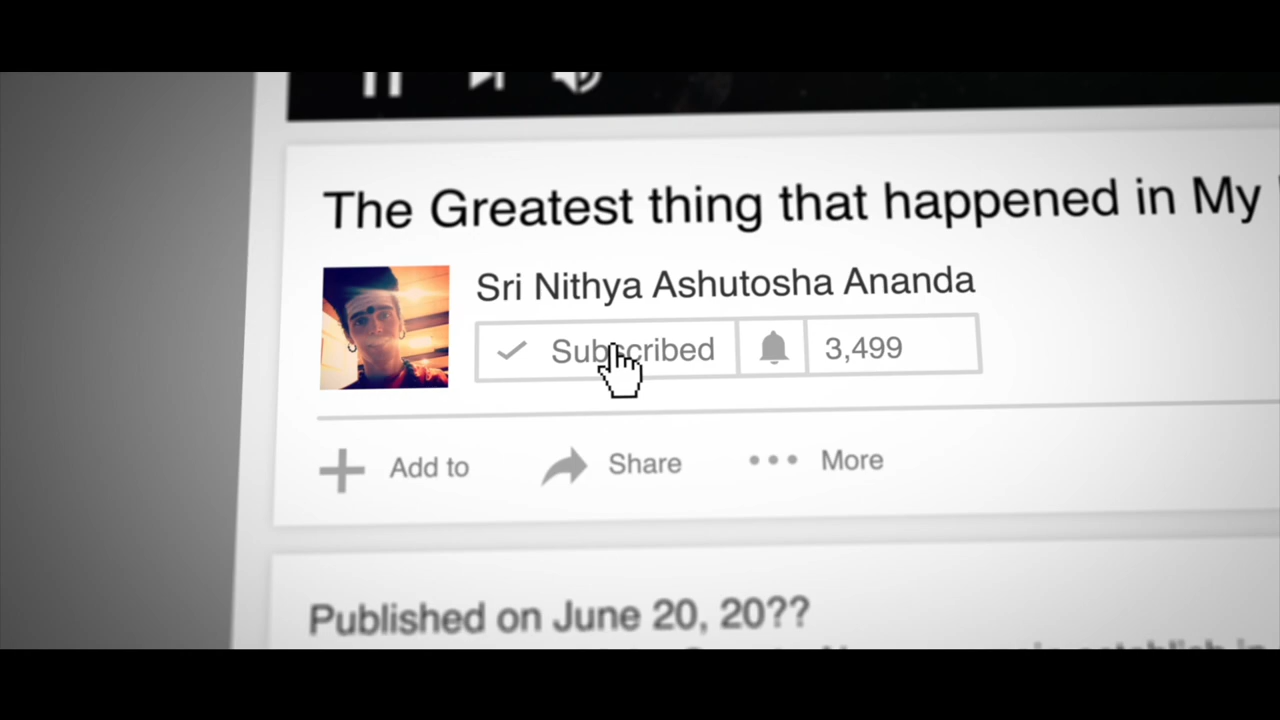 The Greatest thing that happened in My
Sri Nithya Ashutosha Ananda
Subscribed 3,499
Add to Share More
Published on June 20, 20??